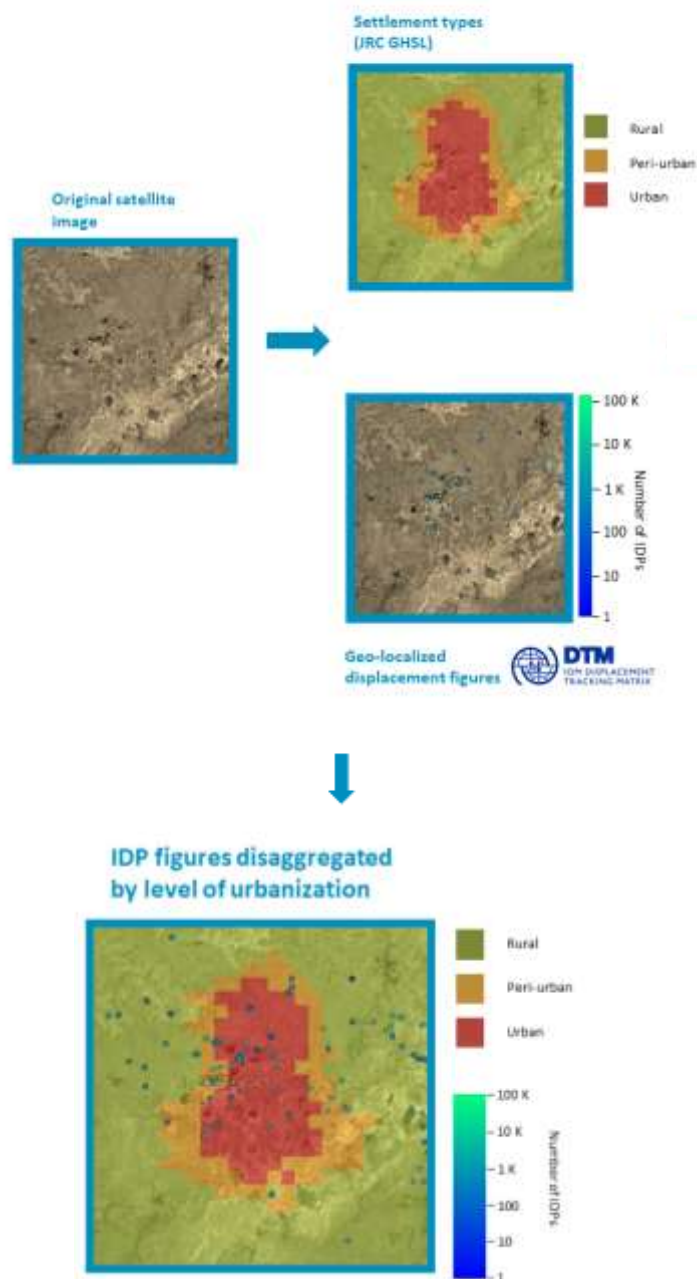 Settlement types
(JRC GHSL)
Rural
Peri-urban
Urban
Original satellite
image
100 K
10 K
1 K
100
10
1
Number of IDPs
Geo-localized
displacement figures
DTM
IOM DISPLACEMENT
TRACKING MATRIX
IDP figures disaggregated
by level of urbanization
Rural
Peri-urban
Urban
100 K
10 K
1 K
100
10
1
Number of IDPs